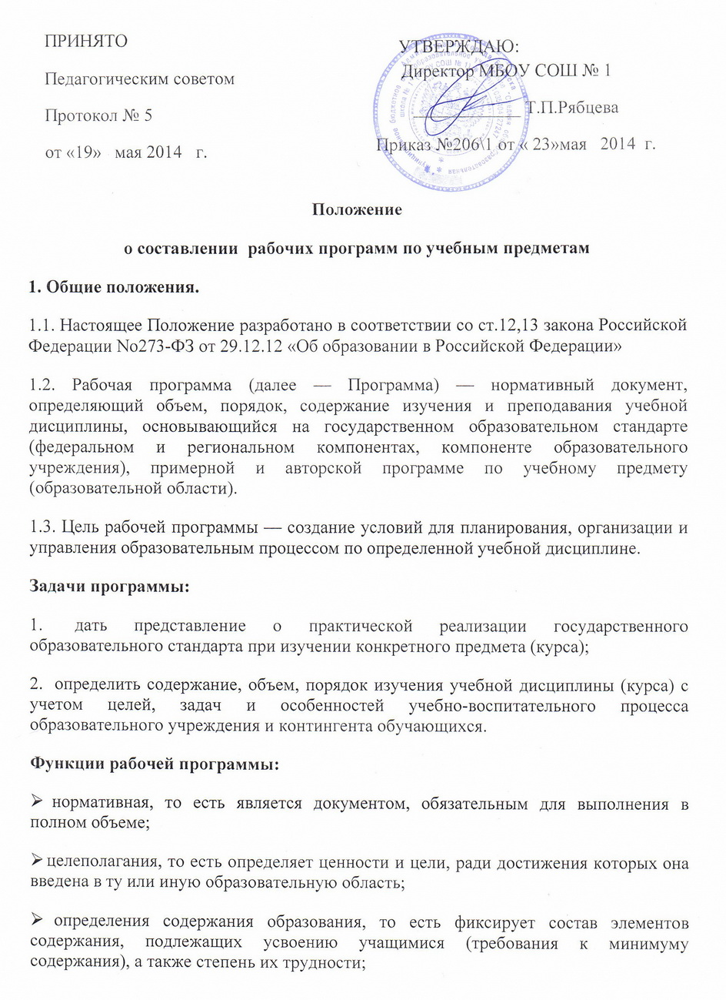 ПРИНЯТО
Педагогическим советом
Протокол № 5
от «19» мая 2014 г.
УТВЕРЖДАЮ:
Директор МБОУ СОШ № 1
______________ Т.П.Рябцева
Приказ №206\1 от « 23»мая 2014 г.
Положение
о составлении рабочих программ по учебным предметам
1. Общие положения.
1.1. Настоящее Положение разработано в соответствии со ст.12,13 закона Российской
Федерации No273-ФЗ от 29.12.12 «Об образовании в Российской Федерации»
1.2. Рабочая программа (далее — Программа) — нормативный документ,
определяющий объем, порядок, содержание изучения и преподавания учебной
дисциплины, основывающийся на государственном образовательном стандарте
(федеральном и региональном компонентах, компоненте образовательного
учреждения), примерной и авторской программе по учебному предмету
(образовательной области).
1.3. Цель рабочей программы — создание условий для планирования, организации и
управления образовательным процессом по определенной учебной дисциплине.
Задачи программы:
1. дать представление о практической реализации государственного
образовательного стандарта при изучении конкретного предмета (курса);
2. определить содержание, объем, порядок изучения учебной дисциплины (курса) с
учетом целей, задач и особенностей учебно-воспитательного процесса
образовательного учреждения и контингента обучающихся.
Функции рабочей программы:
➢ нормативная, то есть является документом, обязательным для выполнения в
полном объеме;
➢ целеполагания, то есть определяет ценности и цели, ради достижения которых она
введена в ту или иную образовательную область;
➢ определения содержания образования, то есть фиксирует состав элементов
содержания, подлежащих усвоению учащимися (требования к минимуму
содержания), а также степень их трудности;